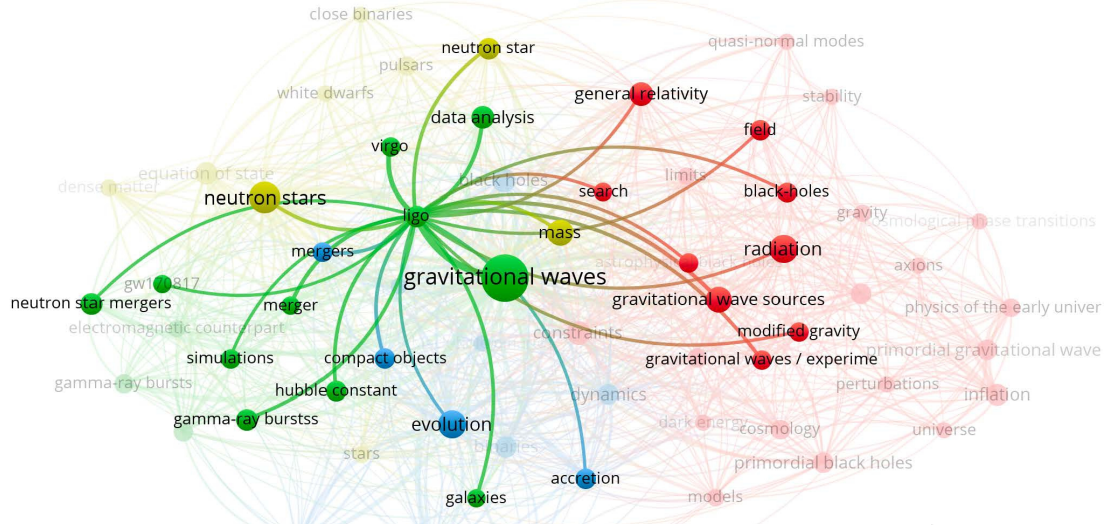 close binaries
quasi-normal modes
neutron star
pulsars
white dwarfs
general relativity
stability
data analysis
field
virgo
equation of state
black holes
limits
dense matter
neutron stars
search
black-holes
ligo
gravity
mological phase transitions
mass
mergers
radiation
gravitational waves
axions
gw170817
neutron star mergers
merger
gravitational wave sources
physics of the early univer
electromagnetic counterpart
constraints
modified gravity
simulations
compact objects
gravitational waves / experime
primordial gravitational wave
gamma-ray bursts
hubble constant
dynamics
perturbations
inflation
gamma-ray burstss
evolution
dark energy
cosmology
universe
stars
binaries
primordial black holes
accretion
galaxies
models